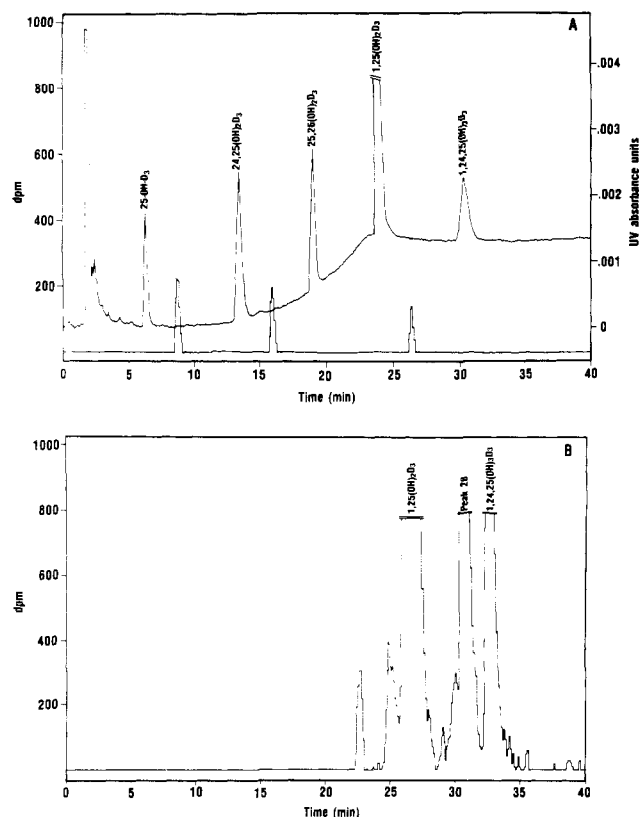 A
1000
800
600
400
200
0
dpm
.004
.003
.002
.001
0
UV absorbance units
25-OH-D₃
24,25(OH)₂D₃
25,26(OH)₂D₃
1,25(OH)₂D₃
1,24,25(OH)₃D₃
0 5 10 15 20 25 30 35 40
Time (min)
B
1000
800
600
400
200
dpm
1,25(OH)₂D₃
Peak 2B
1,24,25(OH)₃D₃
0 5 10 15 20 25 30 35 40
Time (min)